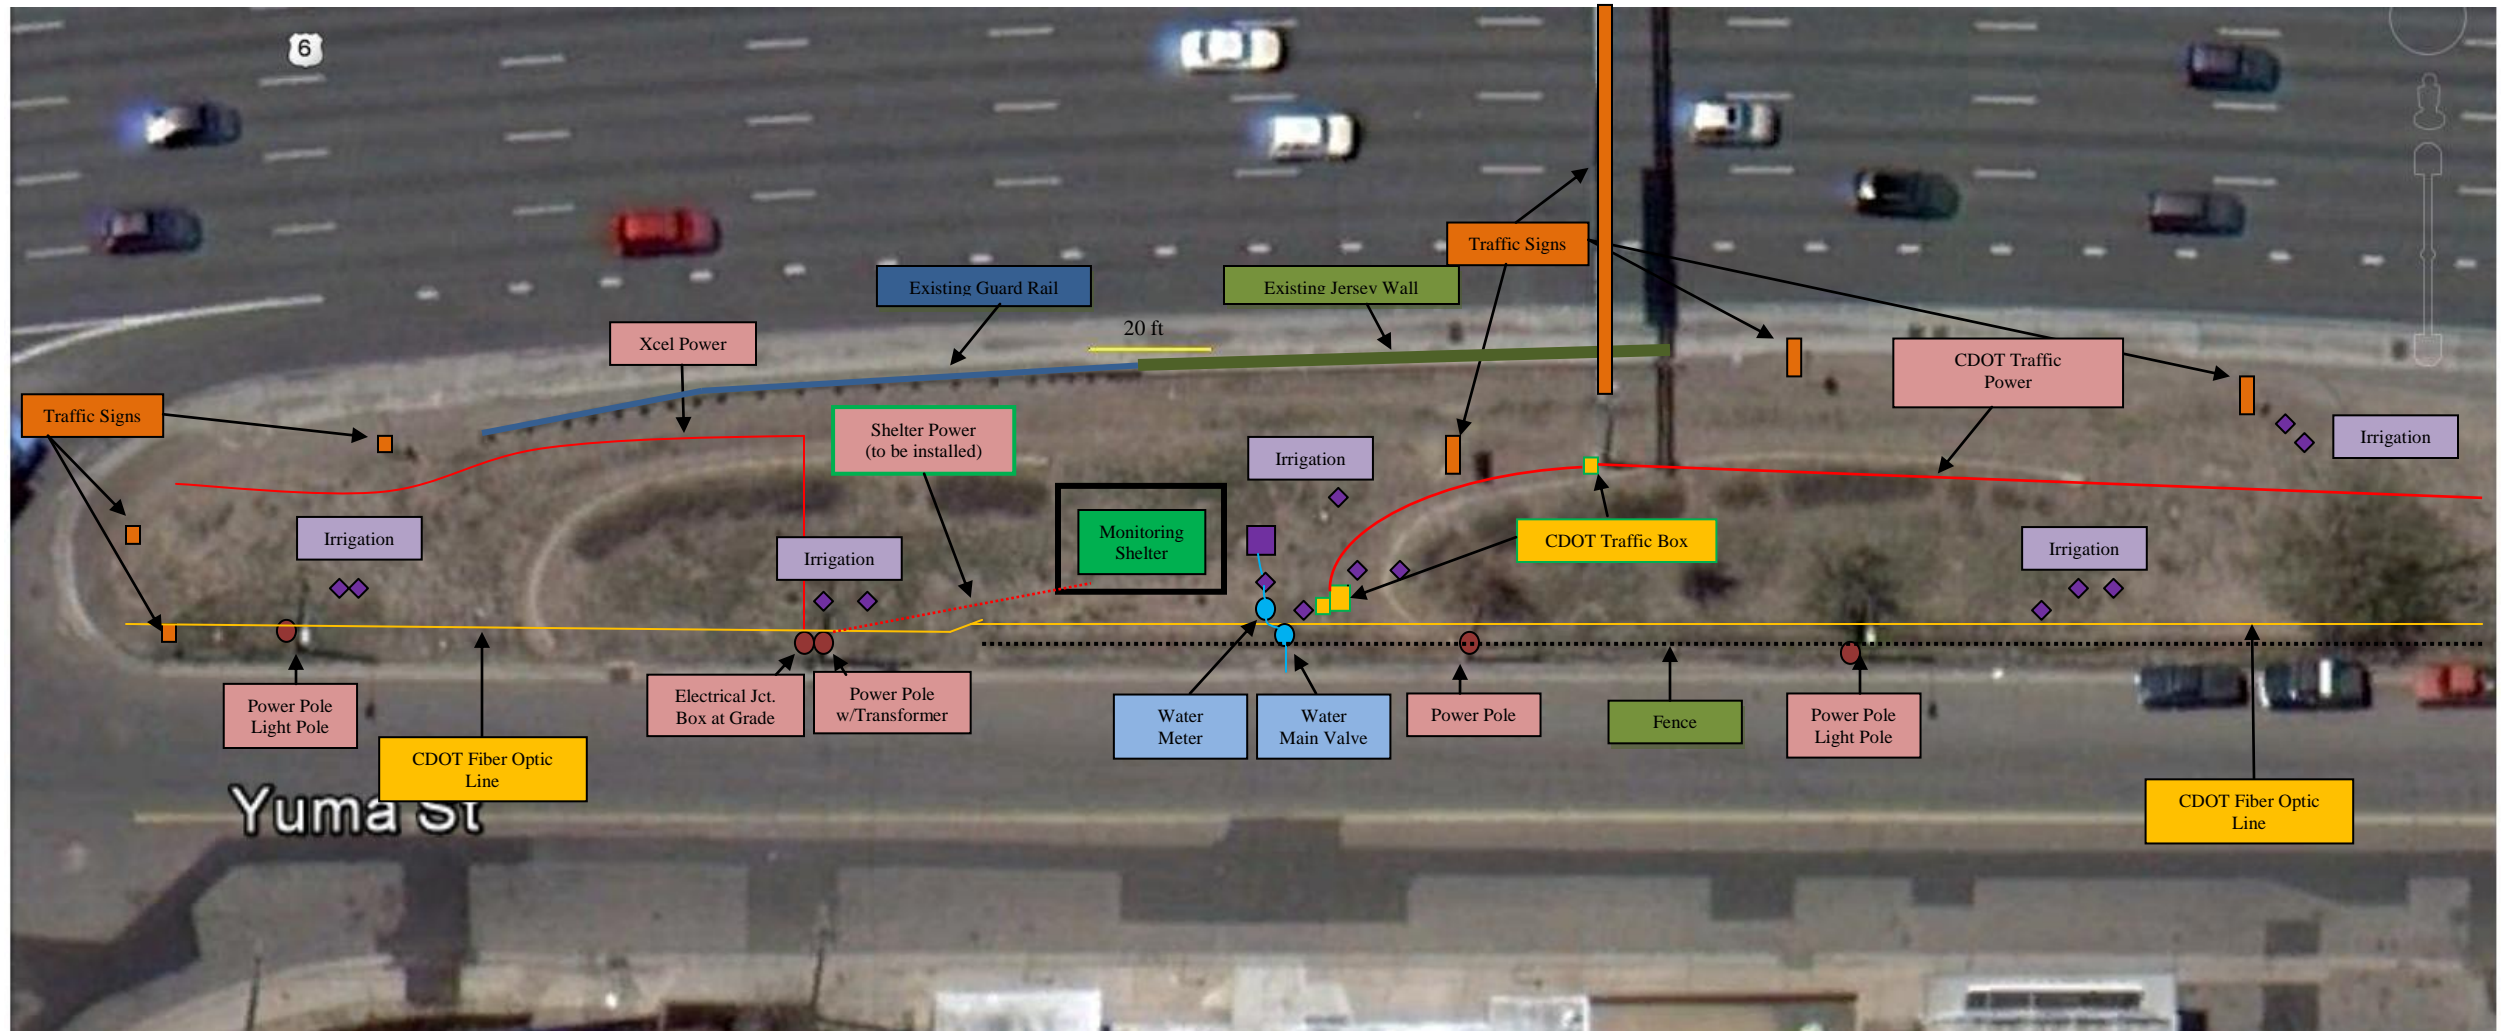 6
Traffic Signs
Existing Guard Rail
Existing Jersey Wall
20 ft
Xcel Power
CDOT Traffic
Power
Traffic Signs
Shelter Power
(to be installed)
Irrigation
Irrigation
Irrigation
Monitoring
Shelter
CDOT Traffic Box
Irrigation
Irrigation
Power Pole
Light Pole
Electrical Jct.
Box at Grade
Power Pole
w/Transformer
Water
Meter
Water
Main Valve
Power Pole
Fence
Power Pole
Light Pole
CDOT Fiber Optic
Line
CDOT Fiber Optic
Line
Yuma St